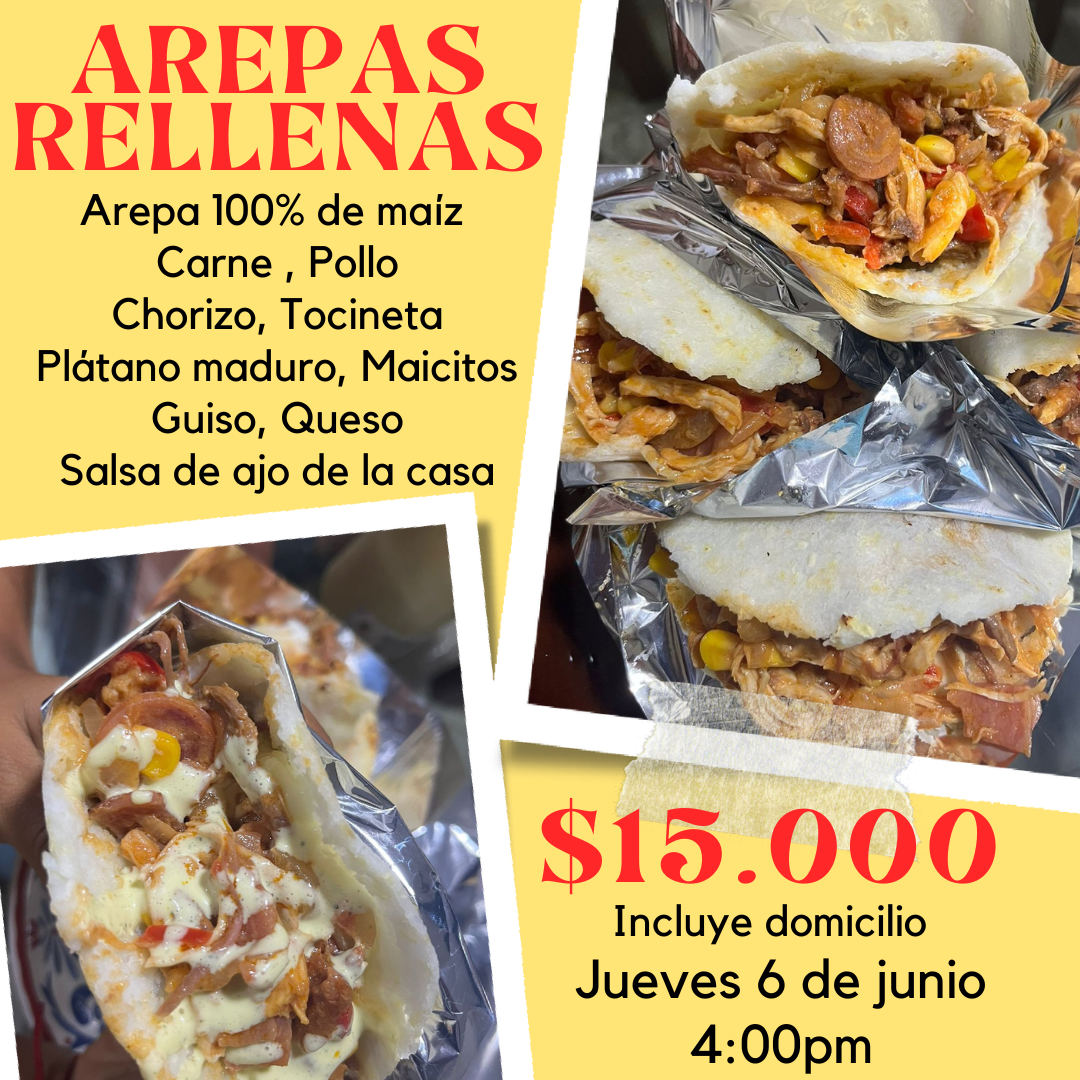 AREPAS
RELLENAS
Arepa 100% de maíz
Carne , Pollo
Chorizo, Tocineta
Plátano maduro, Maicitos
Guiso, Queso
Salsa de ajo de la casa
$15.000
Incluye domicilio
Jueves 6 de junio
4:00pm